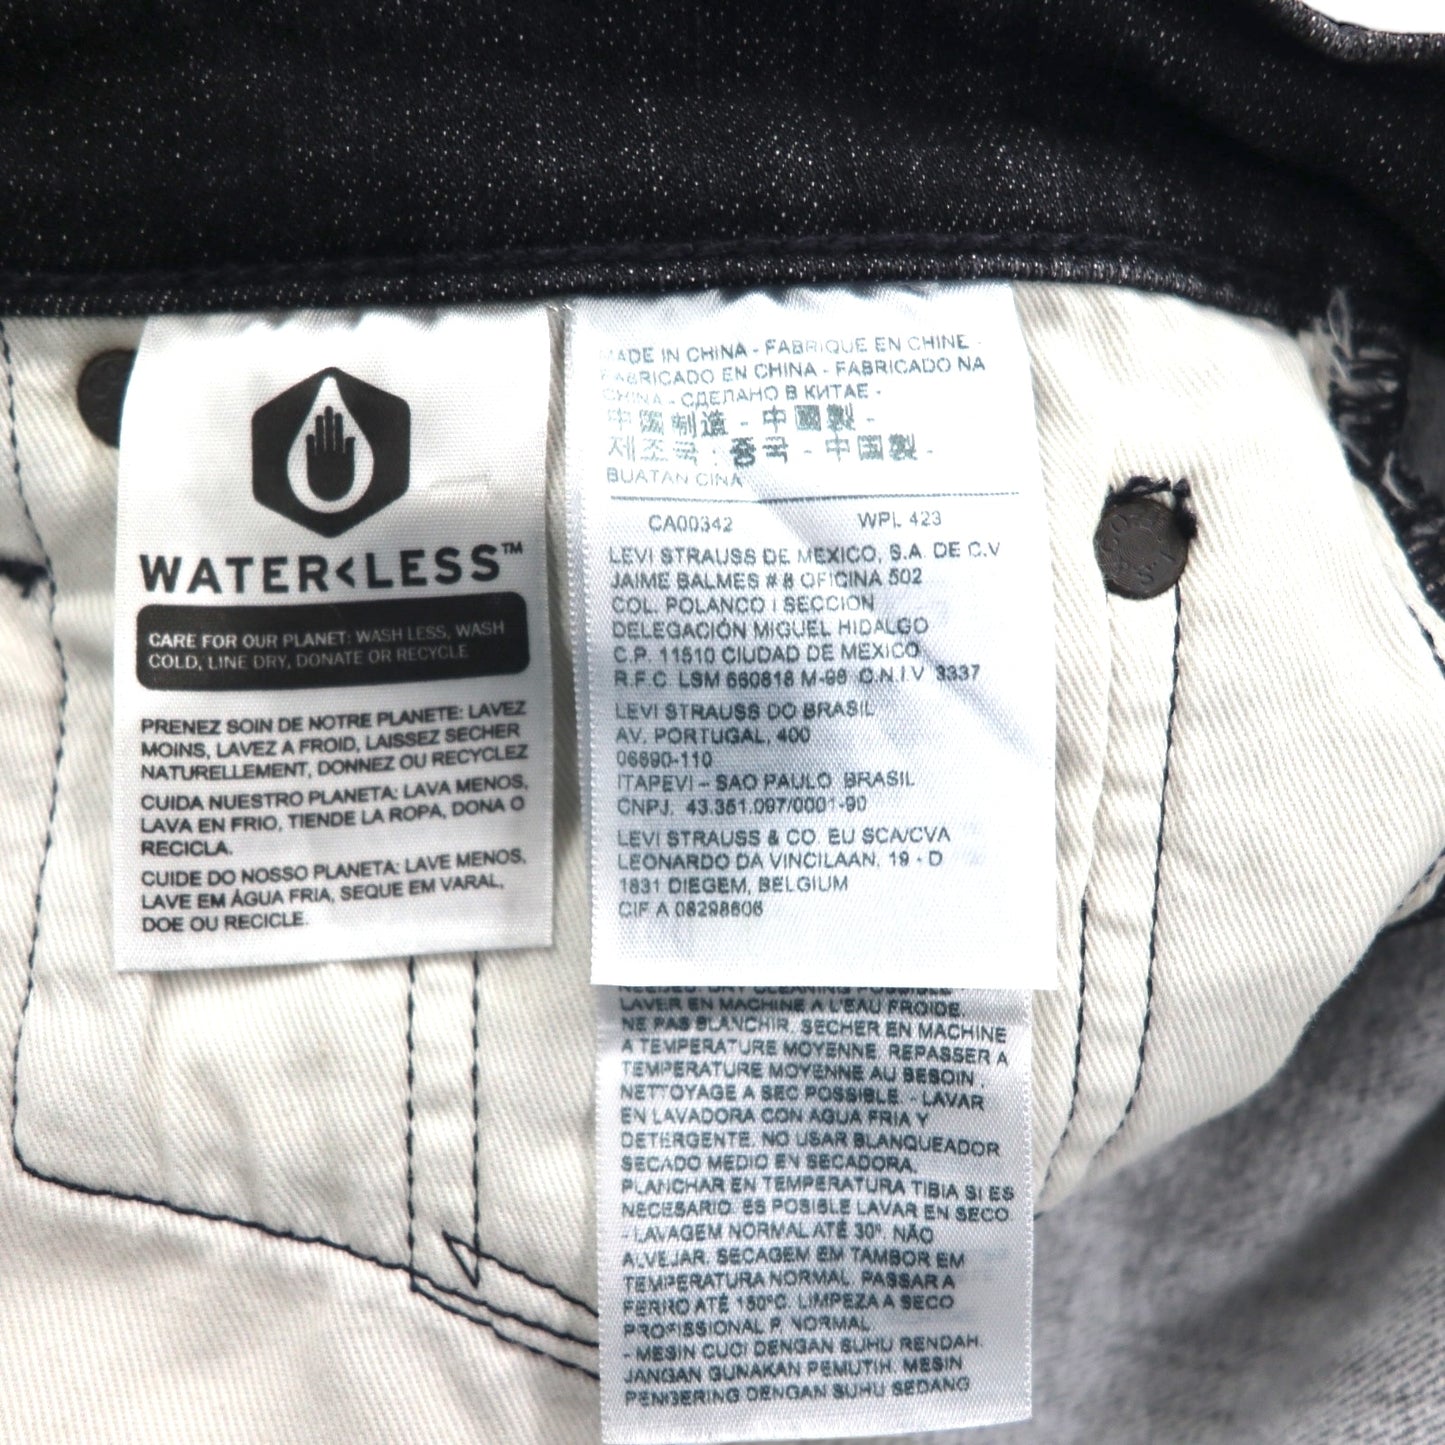 WATER<LESS™
CARE FOR OUR PLANET: WASH LESS, WASH
COLD, LINE DRY, DONATE OR RECYCLE
PRENEZ SOIN DE NOTRE PLANETE: LAVEZ
MOINS, LAVEZ A FROID, LAISSEZ SECHER
NATURELLEMENT, DONNEZ OU RECYCLEZ
CUIDA NUESTRO PLANETA: LAVA MENOS,
LAVA EN FRIO, TIENDE LA ROPA, DONA O
RECICLA.
CUIDE DO NOSSO PLANETA: LAVE MENOS,
LAVE EM ÁGUA FRIA, SEQUE EM VARAL,
DOE OU RECICLE.
MADE IN CHINA - FABRIQUE EN CHINE -
FABRICADO EN CHINA - FABRICADO NA
CHINA - СДЕЛАНО В КИТАЕ -
中國制造 - 中國製 -
제조국 : 중국 - 中国製 -
BUATAN CINA
CA00342 WPL 423
LEVI STRAUSS DE MEXICO, S.A. DE C.V
JAIME BALMES # 8 OFICINA 502
COL. POLANCO I SECCION
DELEGACIÓN MIGUEL HIDALGO
C.P. 11510 CIUDAD DE MEXICO
R.F.C LSM 660818 M-98 C.N.I.V 3337
LEVI STRAUSS DO BRASIL
AV. PORTUGAL, 400
06690-110
ITAPEVI - SAO PAULO BRASIL
CNPJ. 43.351.097/0001-90
LEVI STRAUSS & CO. EU SCA/CVA
LEONARDO DA VINCILAAN, 19 - D
1831 DIEGEM, BELGIUM
CIF A 08298606
NEEDED. DRY CLEANING POSSIBLE
LAVER EN MACHINE A L'EAU FROIDE.
NE PAS BLANCHIR. SECHER EN MACHINE
A TEMPERATURE MOYENNE. REPASSER A
TEMPERATURE MOYENNE AU BESOIN.
NETTOYAGE A SEC POSSIBLE. - LAVAR
EN LAVADORA CON AGUA FRIA Y
DETERGENTE. NO USAR BLANQUEADOR
SECADO MEDIO EN SECADORA.
PLANCHAR EN TEMPERATURA TIBIA SI ES
NECESARIO. ES POSIBLE LAVAR EN SECO
- LAVAGEM NORMAL ATÉ 30°. NÃO
ALVEJAR. SECAGEM EM TAMBOR EM
TEMPERATURA NORMAL. PASSAR A
FERRO ATÉ 150°C. LIMPEZA A SECO
PROFISSIONAL P NORMAL
- MESIN CUCI DENGAN SUHU RENDAH.
JANGAN GUNAKAN PEMUTIH. MESIN
PENGERING DENGAN SUHU SEDANG